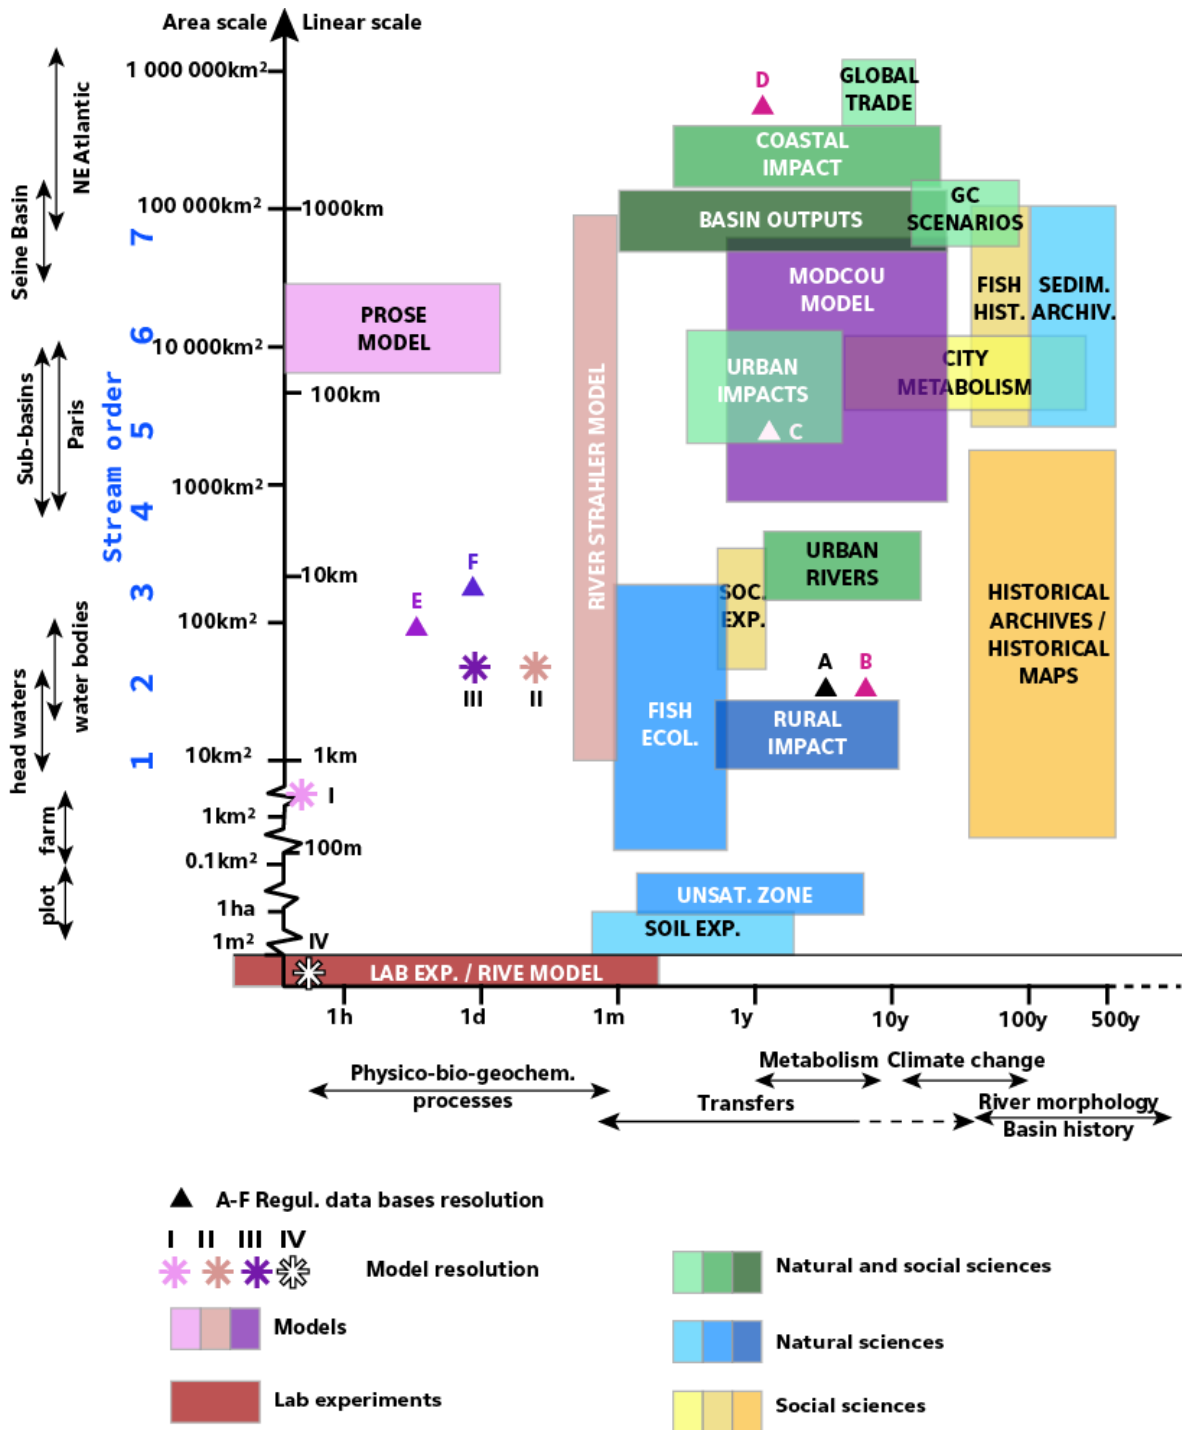 Area scale
Linear scale
1 000 000km²
100 000km²
10 000km²
1000km²
100km²
10km²
1km²
0.1km²
1ha
1m²
1000km
100km
10km
1km
100m
NE Atlantic
Seine Basin
Sub-basins
Paris
water bodies
head waters
farm
plot
Stream order
7
6
5
4
3
2
1
D
GLOBAL
TRADE
COASTAL
IMPACT
GC
SCENARIOS
BASIN OUTPUTS
MODCOU
MODEL
FISH
HIST.
SEDIM.
ARCHIV.
PROSE
MODEL
URBAN
IMPACTS
C
CITY
METABOLISM
RIVER STRAHLER MODEL
URBAN
RIVERS
F
E
SOC.
EXP.
HISTORICAL
ARCHIVES /
HISTORICAL
MAPS
III
II
A
B
FISH
ECOL.
RURAL
IMPACT
I
UNSAT. ZONE
SOIL EXP.
IV
LAB EXP. / RIVE MODEL
1h
1d
1m
1y
10y
100y
500y
Metabolism
Climate change
Physico-bio-geochem.
processes
Transfers
River morphology
Basin history
A-F Regul. data bases resolution
I II III IV
Model resolution
Models
Lab experiments
Natural and social sciences
Natural sciences
Social sciences